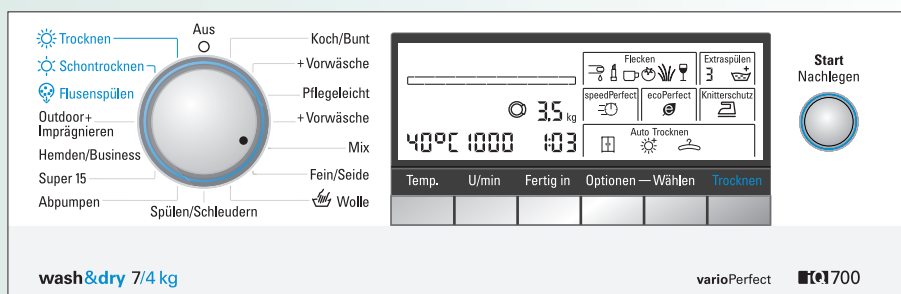 Aus
Trocknen
Schontrocknen
Flusenspülen
Outdoor+
Imprägnieren
Hemden/Business
Super 15
Abpumpen
Spülen/Schleudern
Koch/Bunt
+Vorwäsche
Pflegeleicht
+Vorwäsche
Mix
Fein/Seide
Wolle
Flecken
Extraspülen
3
speedPerfect
ecoPerfect
Knitterschutz
3,5 kg
40°C 1000 1:03
Auto Trocknen
Temp. U/min Fertig in Optionen — Wählen Trocknen
Start
Nachlegen
wash&dry 7/4 kg
varioPerfect iQ700